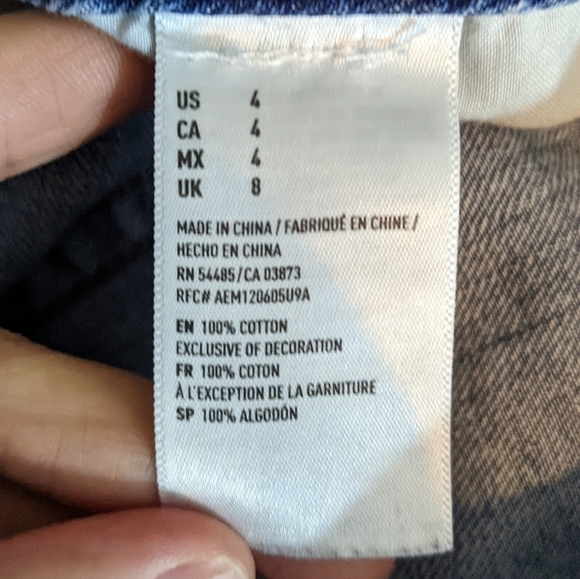 US 4
CA 4
MX 4
UK 8
MADE IN CHINA / FABRIQUÉ EN CHINE /
HECHO EN CHINA
RN 54485/CA 03873
RFC# AEM120605U9A
EN 100% COTTON
EXCLUSIVE OF DECORATION
FR 100% COTON
À L'EXCEPTION DE LA GARNITURE
SP 100% ALGODÓN